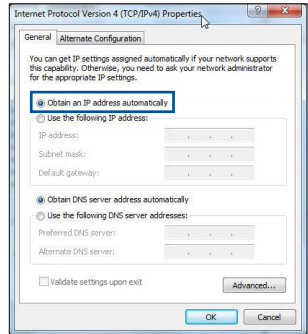 Internet Protocol Version 4 (TCP/IPv4) Properties
General
Alternate Configuration
You can get IP settings assigned automatically if your network supports
this capability. Otherwise, you need to ask your network administrator
for the appropriate IP settings.
Obtain an IP address automatically
Use the following IP address:
IP address:
Subnet mask:
Default gateway:
Obtain DNS server address automatically
Use the following DNS server addresses:
Preferred DNS server:
Alternate DNS server:
Validate settings upon exit
Advanced...
OK
Cancel